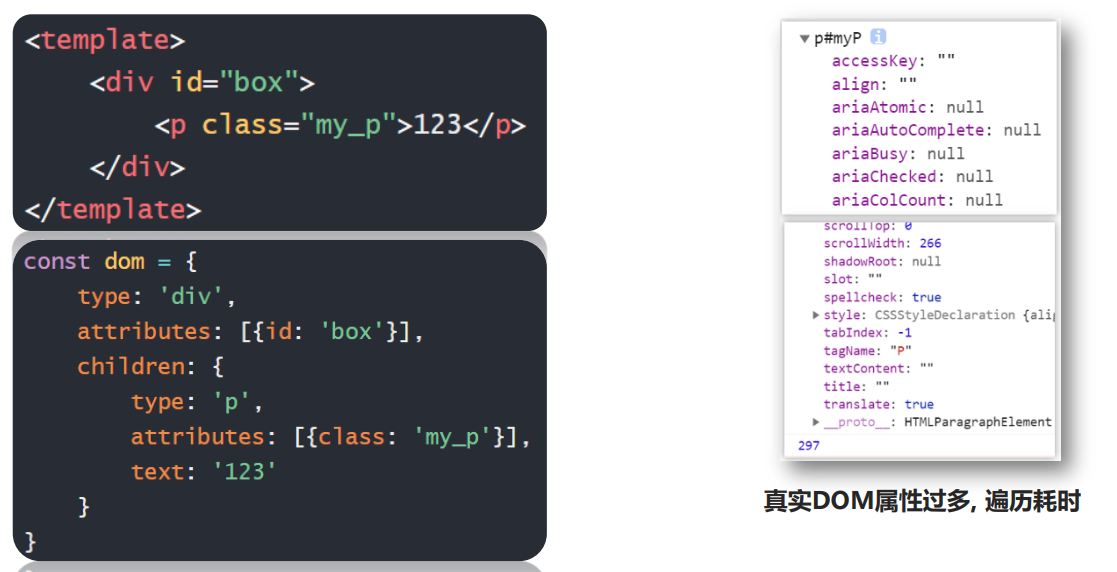 <template>
    <div id="box">
        <p class="my_p">123</p>
    </div>
</template>
const dom = {
    type: 'div',
    attributes: [{id: 'box'}],
    children: {
        type: 'p',
        attributes: [{class: 'my_p'}],
        text: '123'
    }
}
▼p#myP i
accessKey: ""
align: ""
ariaAtomic: null
ariaAutoComplete: null
ariaBusy: null
ariaChecked: null
ariaColCount: null
scrollTop: 0
scrollWidth: 266
shadowRoot: null
slot: ""
spellcheck: true
▶style: CSSStyleDeclaration {alig
tabIndex: -1
tagName: "P"
textContent: ""
title: ""
translate: true
▶__proto__: HTMLParagraphElement
297
真实DOM属性过多, 遍历耗时